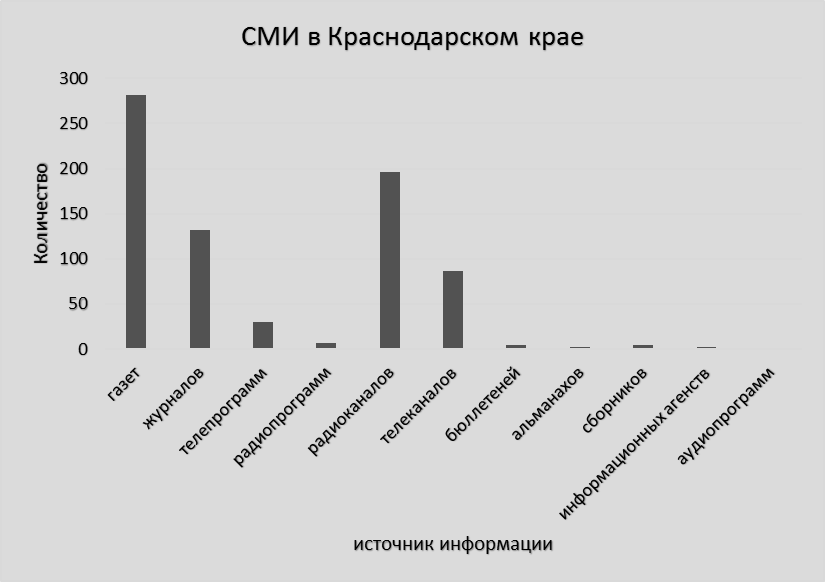 СМИ в Краснодарском крае
Количество
300
250
200
150
100
50
0
газет
журналов
телепрограмм
радиопрограмм
радиоканалов
телеканалов
бюллетеней
альманахов
сборников
информационных агенств
аудиопрограмм
источник информации